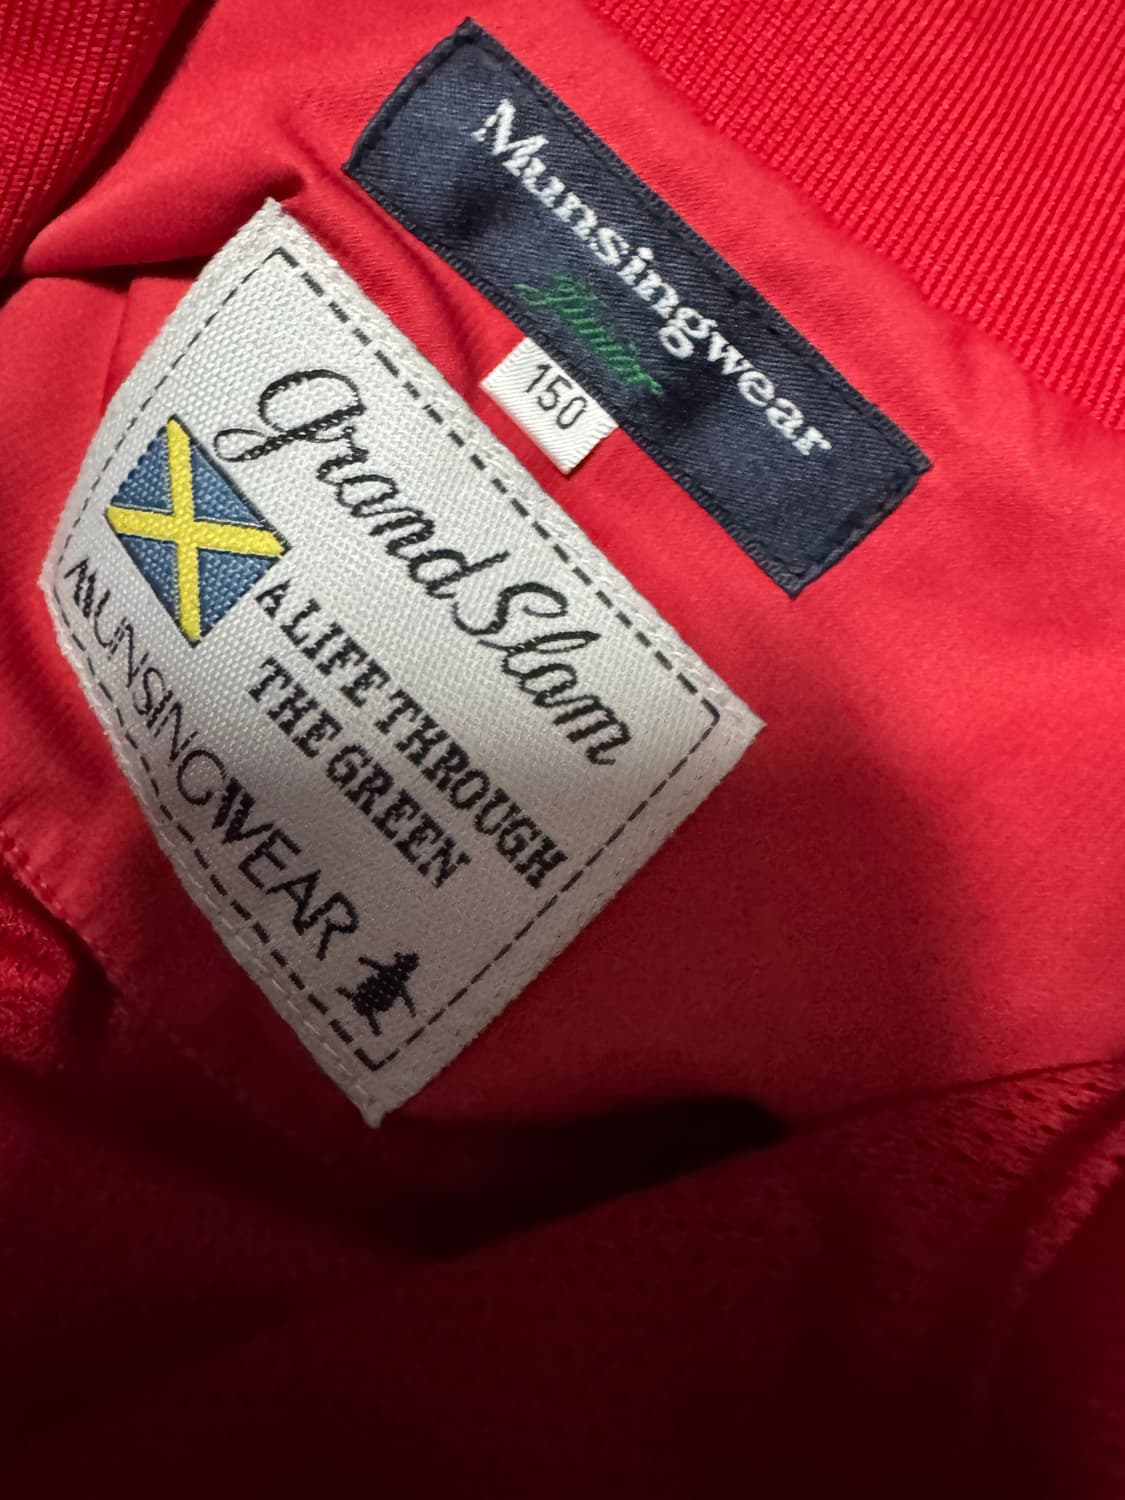 Munsingwear
Junior
150
Grand Slam
A LIFE THROUGH
THE GREEN
MUNSINGWEAR